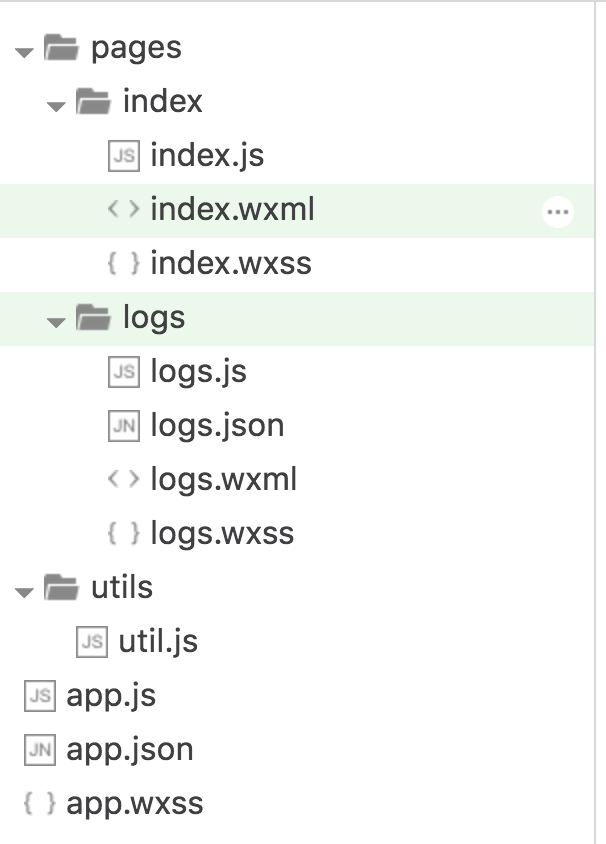 pages
index
JS index.js
< > index.wxml
{ } index.wxss
logs
JS logs.js
JN logs.json
< > logs.wxml
{ } logs.wxss
utils
JS util.js
JS app.js
JN app.json
{ } app.wxss